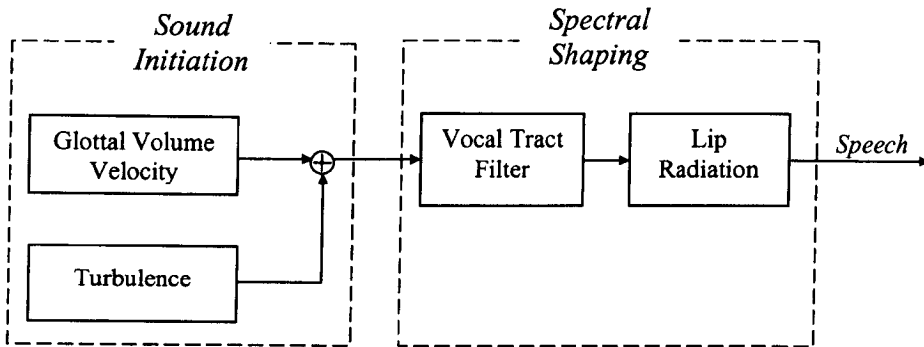 Sound
Initiation
Spectral
Shaping
Glottal Volume
Velocity
Turbulence
Vocal Tract
Filter
Lip
Radiation
Speech